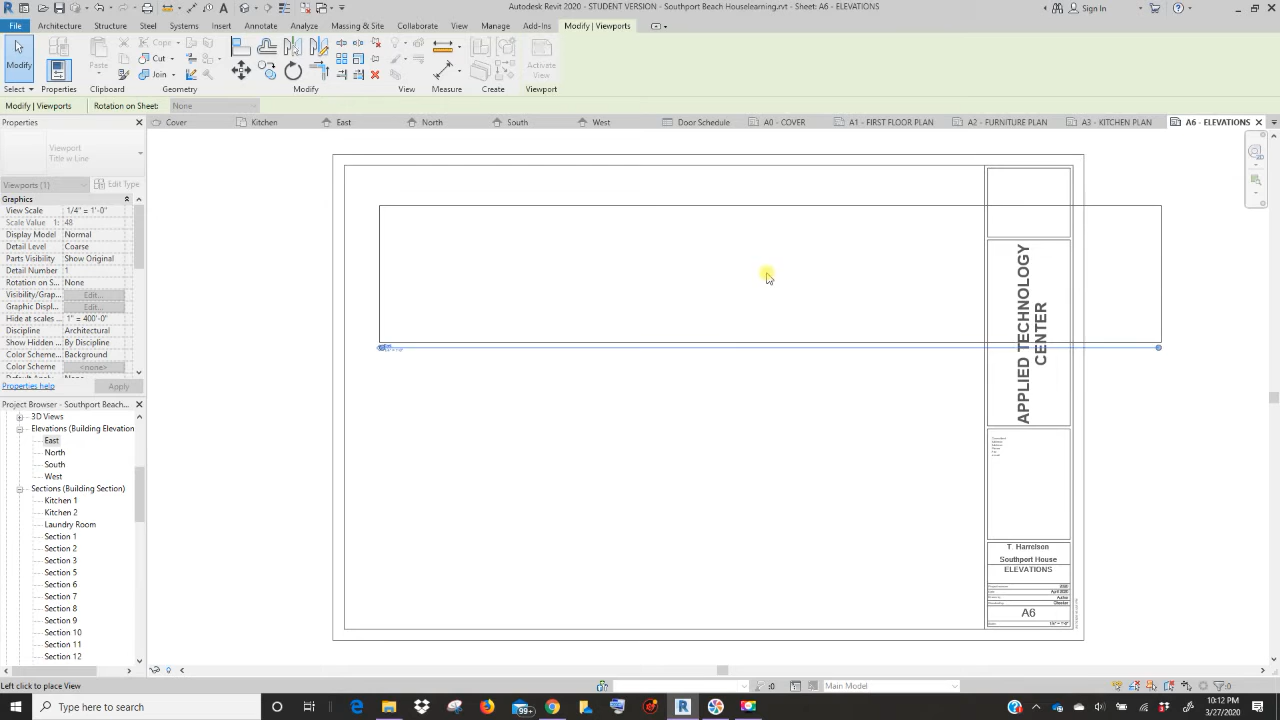 Autodesk Revit 2020 - STUDENT VERSION - Southport Beach Houselearning.rvt - Sheet: A6 - ELEVATIONS
Sign In
File Architecture Structure Steel Systems Insert Annotate Analyze Massing & Site Collaborate View Manage Add-Ins Modify | Viewports
Modify Paste Cope Cut Join Activate View
Select Properties Clipboard Geometry Modify View Measure Create Viewport
Modify | Viewports Rotation on Sheet: None
Properties
Cover Kitchen East North South West Door Schedule A0 - COVER A1 - FIRST FLOOR PLAN A2 - FURNITURE PLAN A3 - KITCHEN PLAN A6 - ELEVATIONS
Viewport
Title w Line
Viewports (1) Edit Type
Graphics
View Scale 1/4" = 1'-0"
Scale Value 1: 48
Display Model Normal
Detail Level Coarse
Parts Visibility Show Original
Detail Number 1
Rotation on S... None
Visibility/Grap... Edit...
Graphic Displ... Edit...
Hide at scales ... 1" = 400'-0"
Discipline Architectural
Show Hidden ... By Discipline
Color Scheme... Background
Color Scheme <none>
Properties help Apply
Project Browser - Southport Beach...
3D Views
Elevations (Building Elevation
East
North
South
West
Sections (Building Section)
Kitchen 1
Kitchen 2
Laundry Room
Section 1
Section 2
Section 3
Section 5
Section 6
Section 7
Section 8
Section 9
Section 10
Section 11
Section 12
APPLIED TECHNOLOGY
CENTER
T. Harrelson
Southport House
ELEVATIONS
A6
Left click to place View
:0 Main Model :0
Type here to search
99+
10:12 PM
3/27/2020